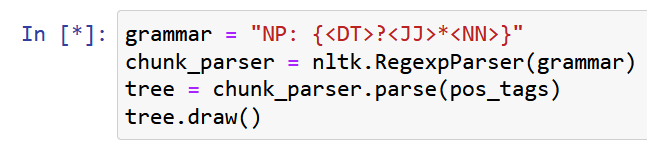 In [*]: grammar = "NP: {<DT>?<JJ>*<NN>}"
chunk_parser = nltk.RegexpParser(grammar)
tree = chunk_parser.parse(pos_tags)
tree.draw()